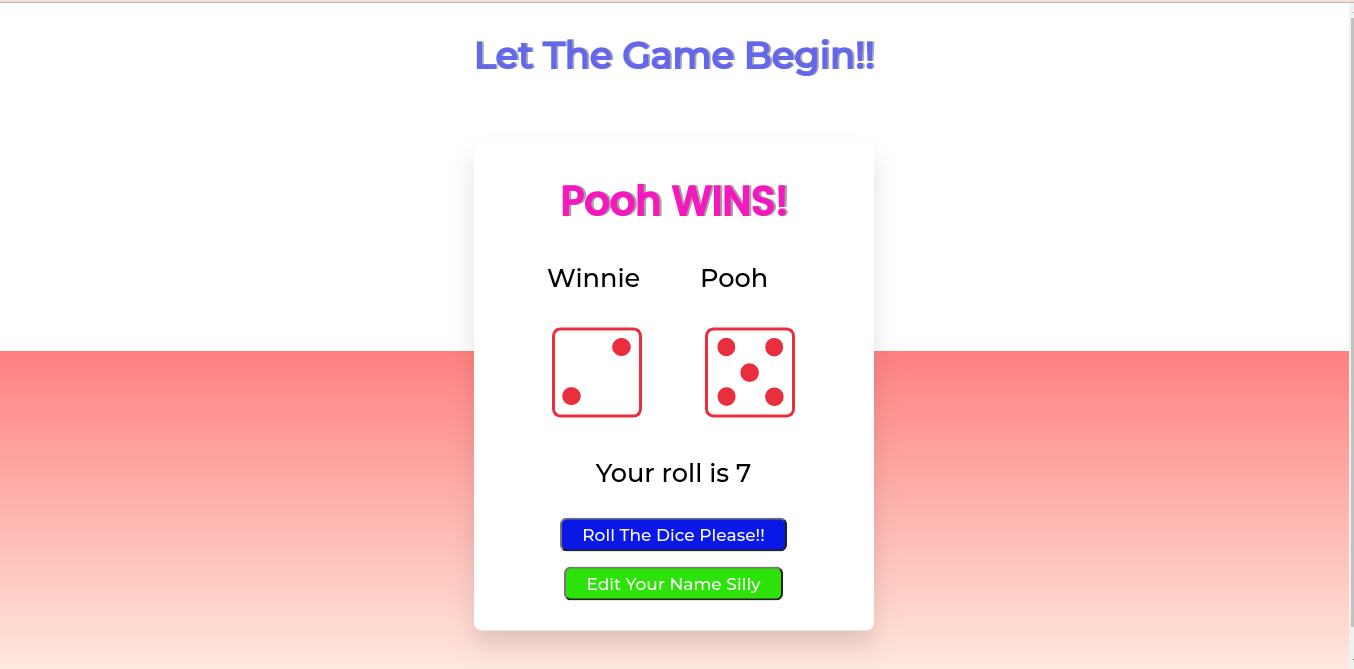 Let The Game Begin!!
Pooh WINS!
Winnie Pooh
Your roll is 7
Roll The Dice Please!!
Edit Your Name Silly